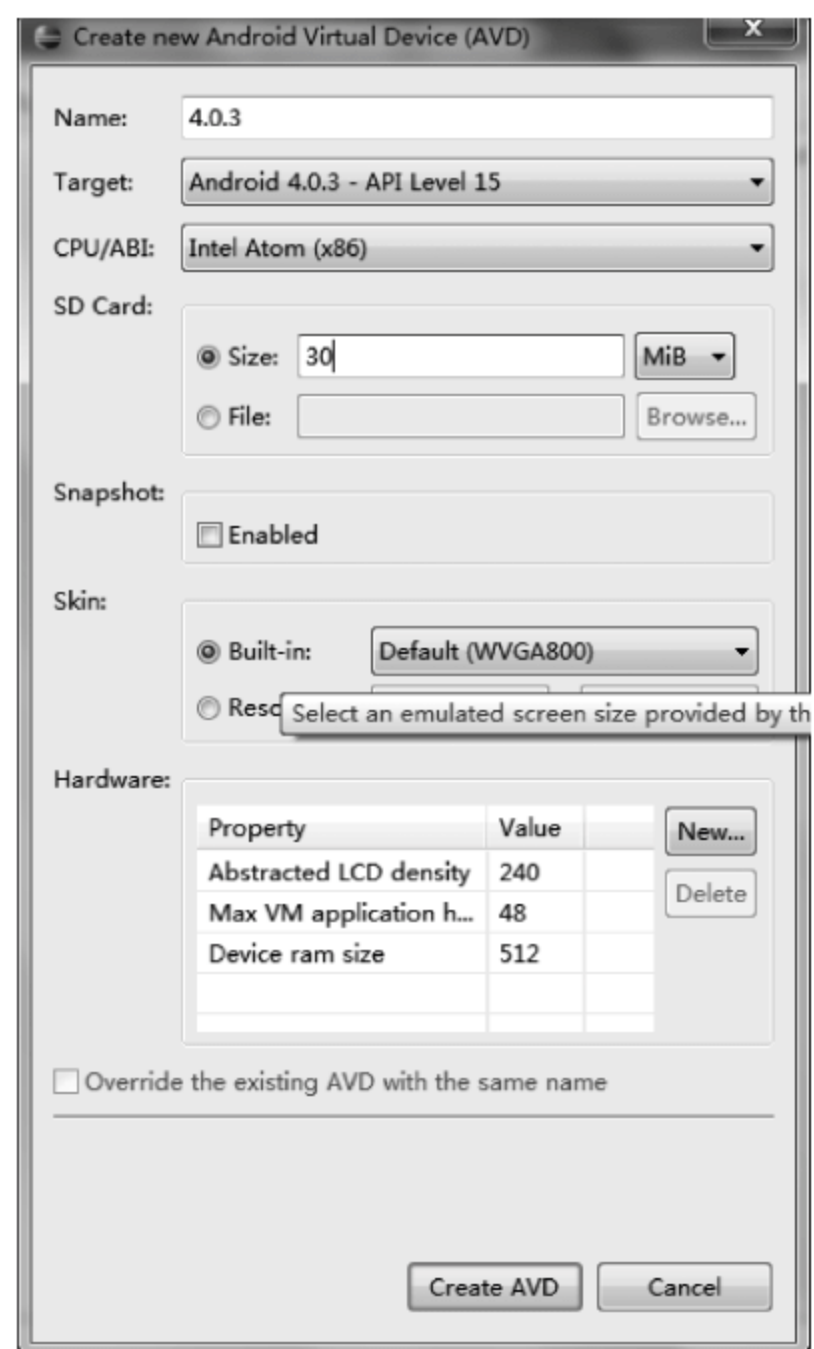 Create new Android Virtual Device (AVD)
X
Name: 4.0.3
Target: Android 4.0.3 - API Level 15
CPU/ABI: Intel Atom (x86)
SD Card:
Size: 30 MiB
File: Browse...
Snapshot:
Enabled
Skin:
Built-in: Default (WVGA800)
Select an emulated screen size provided by
Hardware:
Property Value New...
Abstracted LCD density 240
Delete
Max VM application h... 48
Device ram size 512
Override the existing AVD with the same name
Create AVD Cancel